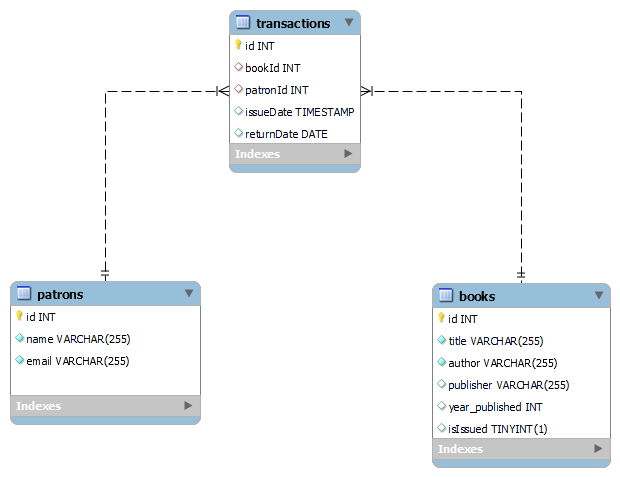 transactions
id INT
bookId INT
patronId INT
issueDate TIMESTAMP
returnDate DATE
Indexes
patrons
id INT
name VARCHAR(255)
email VARCHAR(255)
Indexes
books
id INT
title VARCHAR(255)
author VARCHAR(255)
publisher VARCHAR(255)
year_published INT
isIssued TINYINT(1)
Indexes